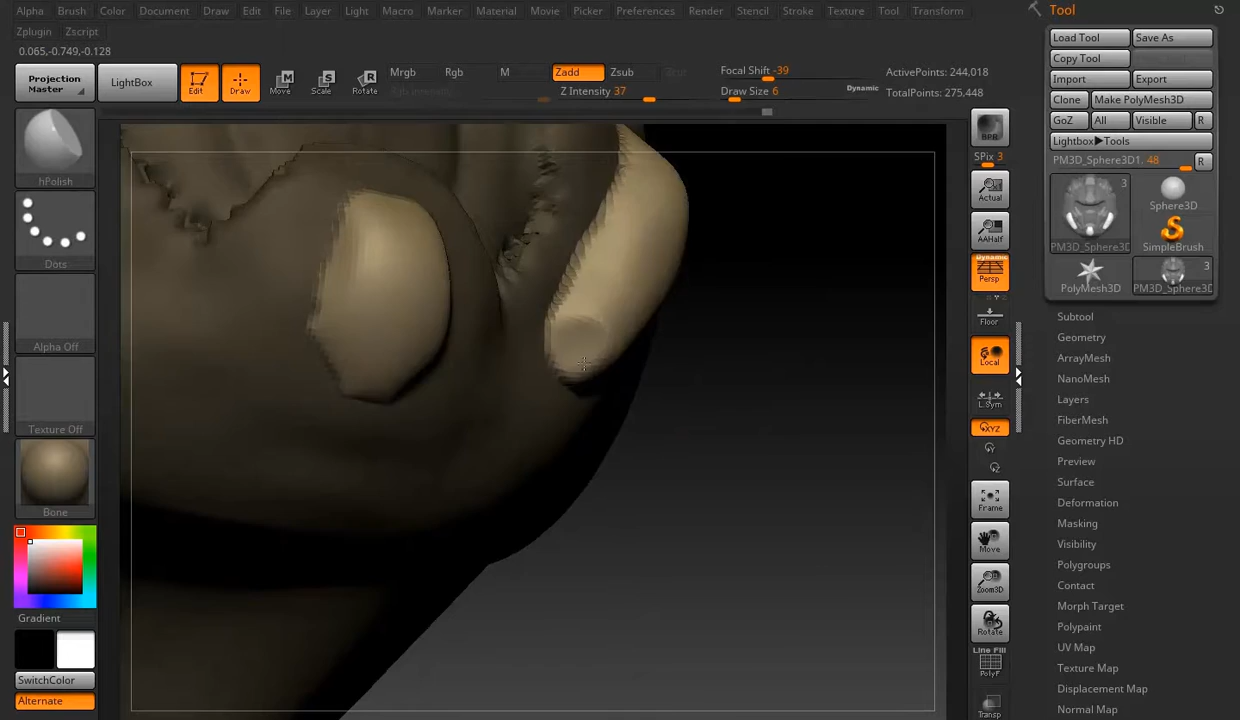 Alpha Brush Color Document Draw Edit File Layer Light Macro Marker Material Movie Picker Preferences Render Stencil Stroke Texture Tool Transform
Tool
Zplugin Zscript
0.065,-0.749,-0.128
Load Tool Save As
Copy Tool
Import Export
Clone Make PolyMesh3D
GoZ All Visible R
Lightbox▶Tools
PM3D_Sphere3D1. 48 R
Projection
Master
LightBox
Edit
Draw
Move
Scale
Rotate
Mrgb Rgb M
Zadd Zsub
Z Intensity 37
Focal Shift -39
Draw Size 6
Dynamic
ActivePoints: 244,018
TotalPoints: 275,448
hPolish
Dots
Alpha Off
Texture Off
Bone
Gradient
SwitchColor
Alternate
BPR
SPix 3
Actual
AAHalf
Dynamic
Persp
Floor
Local
L.Sym
XYZ
Frame
Move
Zoom3D
Rotate
Line Fill
PolyF
Transp
3
PM3D_Sphere3D
Sphere3D
SimpleBrush
PolyMesh3D
3
PM3D_Sphere3D
Subtool
Geometry
ArrayMesh
NanoMesh
Layers
FiberMesh
Geometry HD
Preview
Surface
Deformation
Masking
Visibility
Polygroups
Contact
Morph Target
Polypaint
UV Map
Texture Map
Displacement Map
Normal Map